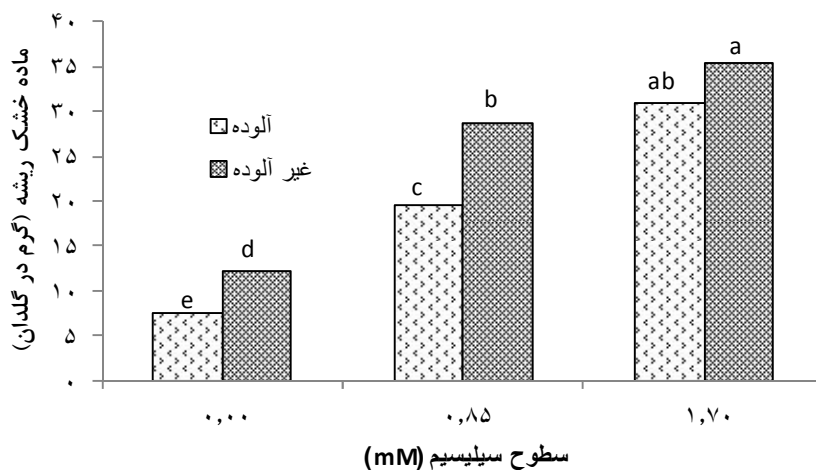 ماده خشک ریشه (گرم در گلدان)
۴۰
۳۵
۳۰
۲۵
۲۰
۱۵
۱۰
۵
۰
آلوده
غیر آلوده
e
d
c
b
ab
a
۰,۰۰
۰,۸۵
۱,۷۰
سطوح سیلیسیم (mM)